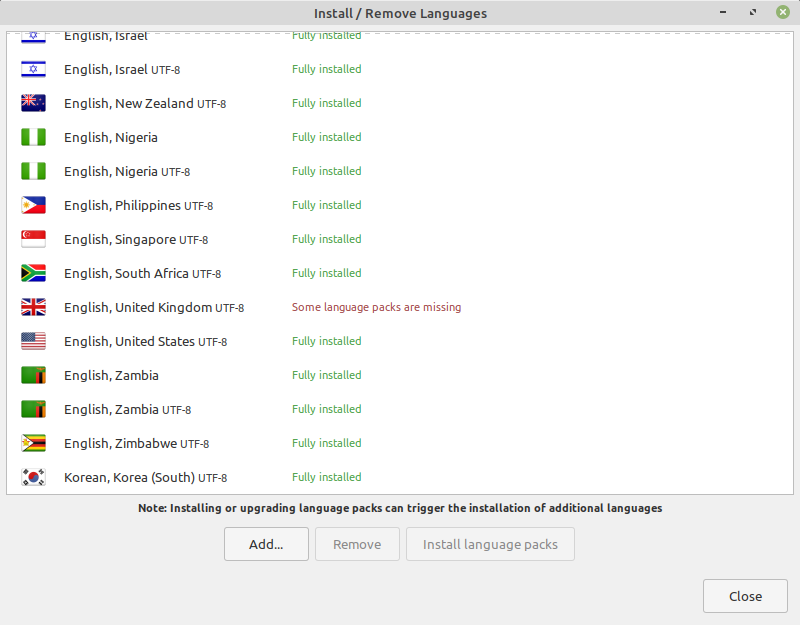 Install / Remove Languages
English, Israel Fully installed
English, Israel UTF-8 Fully installed
English, New Zealand UTF-8 Fully installed
English, Nigeria Fully installed
English, Nigeria UTF-8 Fully installed
English, Philippines UTF-8 Fully installed
English, Singapore UTF-8 Fully installed
English, South Africa UTF-8 Fully installed
English, United Kingdom UTF-8 Some language packs are missing
English, United States UTF-8 Fully installed
English, Zambia Fully installed
English, Zambia UTF-8 Fully installed
English, Zimbabwe UTF-8 Fully installed
Korean, Korea (South) UTF-8 Fully installed
Note: Installing or upgrading language packs can trigger the installation of additional languages
Add... Remove Install language packs
Close